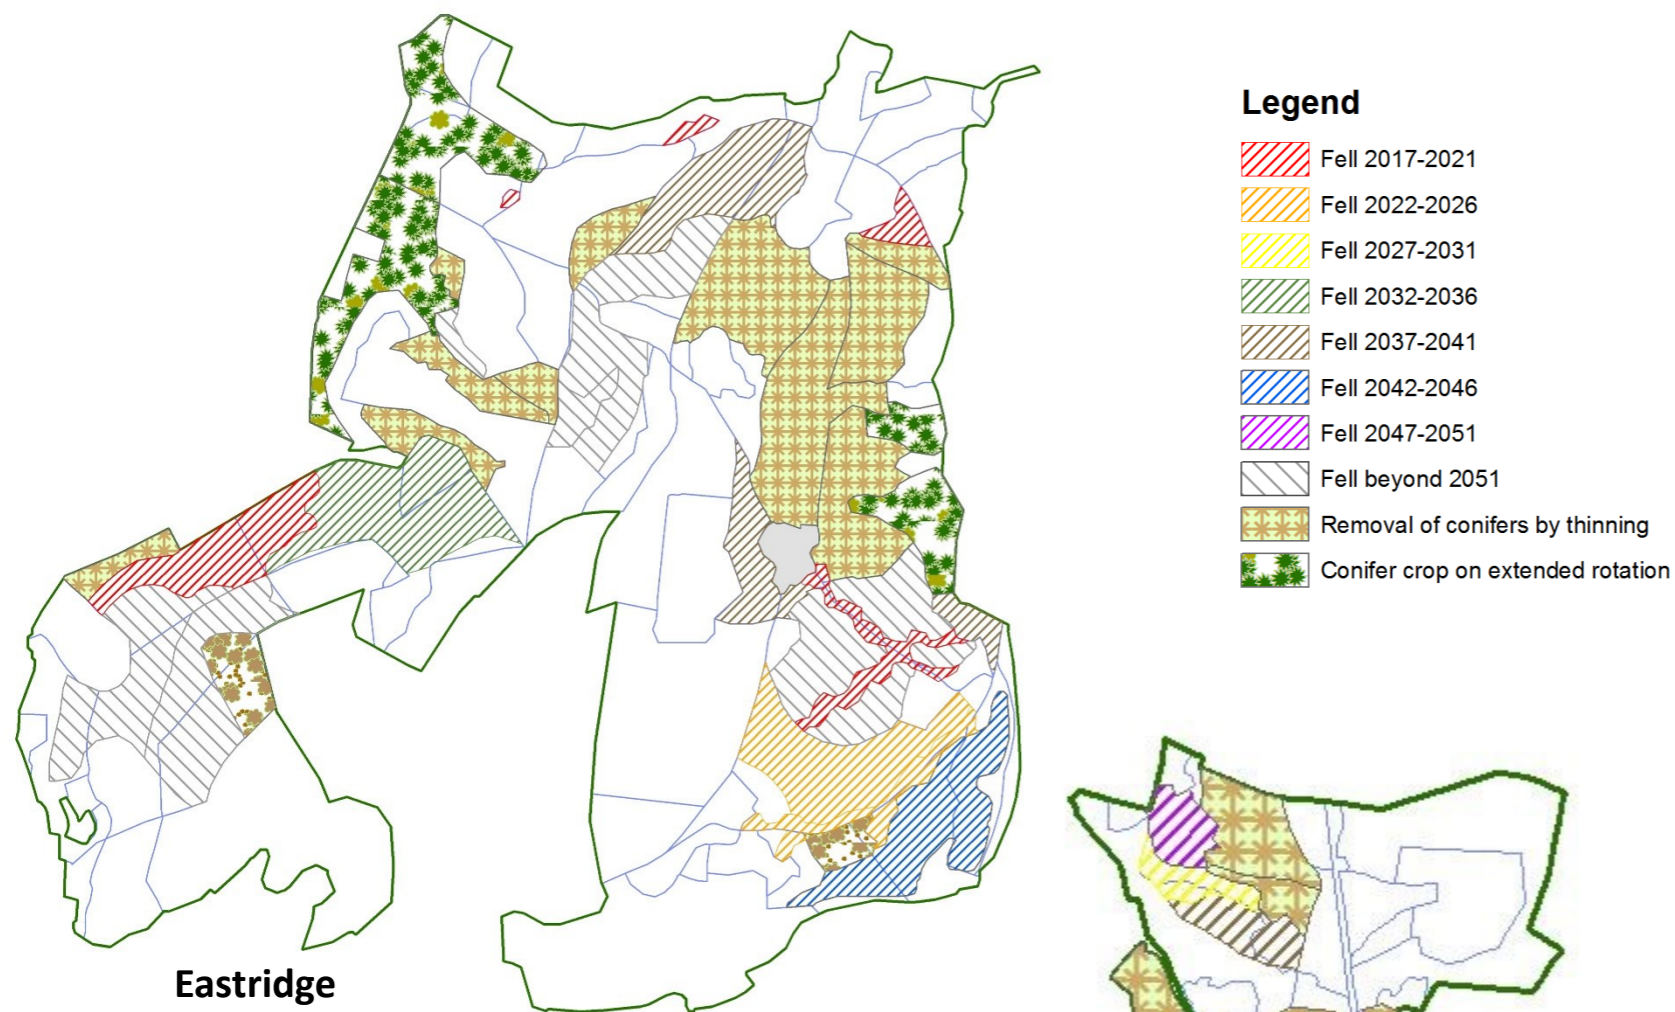 Legend
Fell 2017-2021
Fell 2022-2026
Fell 2027-2031
Fell 2032-2036
Fell 2037-2041
Fell 2042-2046
Fell 2047-2051
Fell beyond 2051
Removal of conifers by thinning
Conifer crop on extended rotation
Eastridge